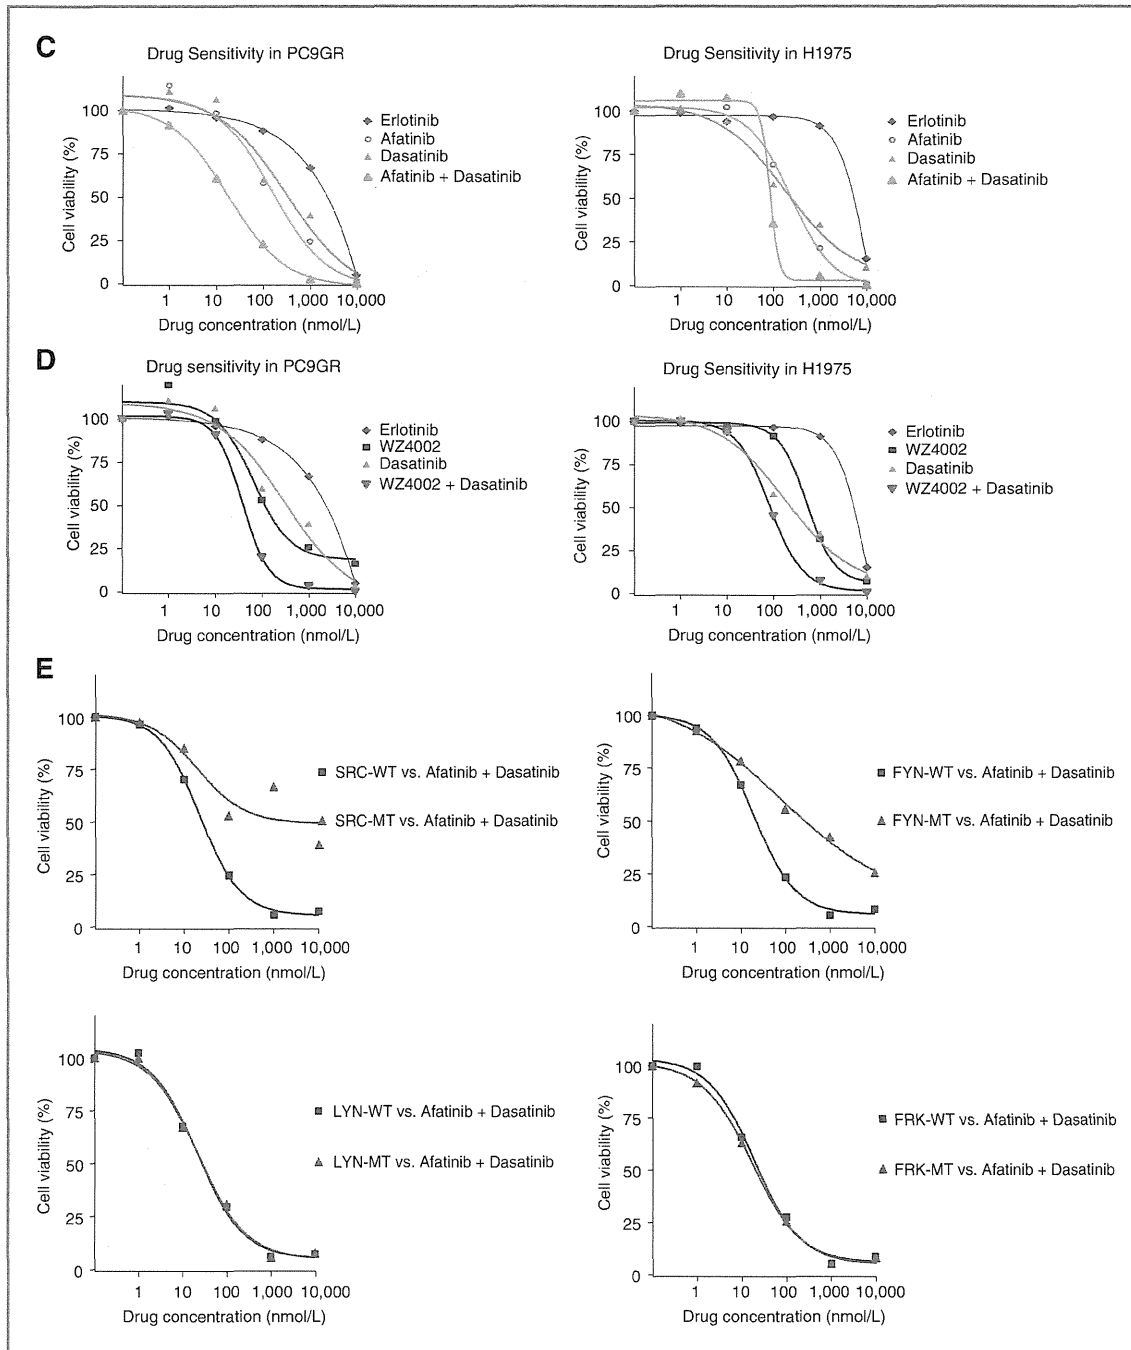 C
Drug Sensitivity in PC9GR
100
75
50
25
0
Cell viability (%)
1 10 100 1,000 10,000
Drug concentration (nmol/L)
Erlotinib
Afatinib
Dasatinib
Afatinib + Dasatinib
Drug Sensitivity in H1975
100
75
50
25
0
Cell viability (%)
1 10 100 1,000 10,000
Drug concentration (nmol/L)
Erlotinib
Afatinib
Dasatinib
Afatinib + Dasatinib
D
Drug sensitivity in PC9GR
100
75
50
25
0
Cell viability (%)
1 10 100 1,000 10,000
Drug concentration (nmol/L)
Erlotinib
WZ4002
Dasatinib
WZ4002 + Dasatinib
Drug Sensitivity in H1975
100
75
50
25
0
Cell viability (%)
1 10 100 1,000 10,000
Drug concentration (nmol/L)
Erlotinib
WZ4002
Dasatinib
WZ4002 + Dasatinib
E
100
75
50
25
0
Cell viability (%)
1 10 100 1,000 10,000
Drug concentration (nmol/L)
SRC-WT vs. Afatinib + Dasatinib
SRC-MT vs. Afatinib + Dasatinib
100
75
50
25
0
Cell viability (%)
1 10 100 1,000 10,000
Drug concentration (nmol/L)
FYN-WT vs. Afatinib + Dasatinib
FYN-MT vs. Afatinib + Dasatinib
100
75
50
25
0
Cell viability (%)
1 10 100 1,000 10,000
Drug concentration (nmol/L)
LYN-WT vs. Afatinib + Dasatinib
LYN-MT vs. Afatinib + Dasatinib
100
75
50
25
0
Cell viability (%)
1 10 100 1,000 10,000
Drug concentration (nmol/L)
FRK-WT vs. Afatinib + Dasatinib
FRK-MT vs. Afatinib + Dasatinib